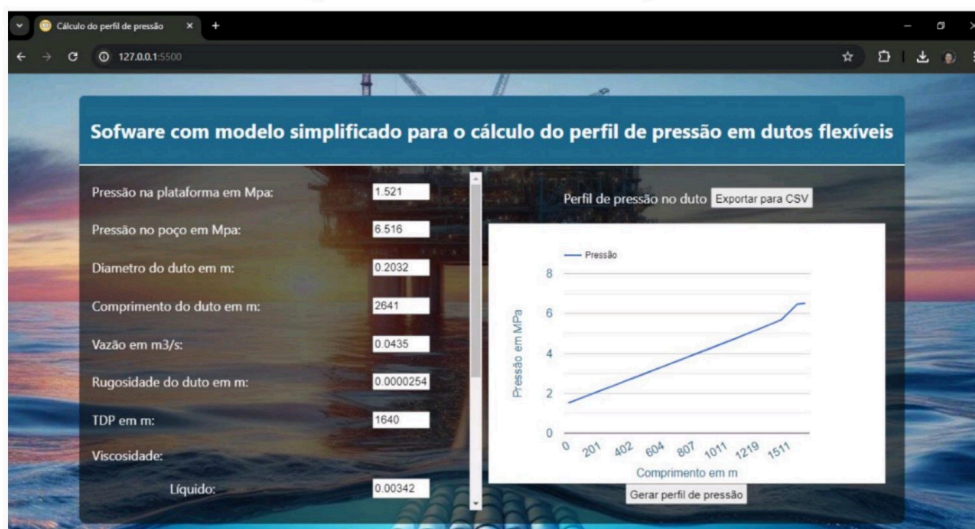 Cálculo do perfil de pressão
127.0.0.1:5500
Sofware com modelo simplificado para o cálculo do perfil de pressão em dutos flexíveis
Pressão na plataforma em Mpa: 1.521
Pressão no poço em Mpa: 6.516
Diametro do duto em m: 0.2032
Comprimento do duto em m: 2641
Vazão em m3/s: 0.0435
Rugosidade do duto em m: 0.0000254
TDP em m: 1640
Viscosidade:
Líquido: 0.00342
Perfil de pressão no duto Exportar para CSV
Pressão
8
6
4
2
0
Pressão em MPa
0 201 402 604 807 1011 1219 1511
Comprimento em m
Gerar perfil de pressão